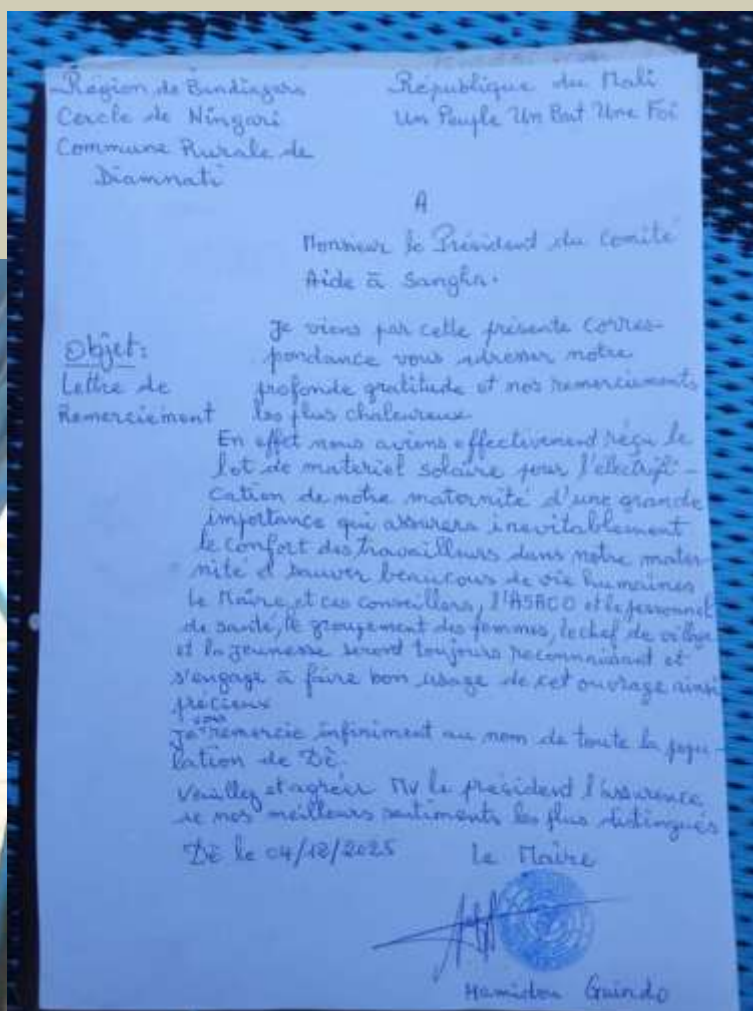 Région de Bandiagara
Cercle de Ningari
Commune Rurale de
Diamnati
République du Mali
Un Peuple Un But Une Foi
A
Monsieur le Président du Comité
Aide à Sangha.
Objet:
Lettre de
Remerciement
Je viens par cette présente Corres-
pondance vous adresser notre
profonde gratitude et nos remerciements
les plus chaleureux
En effet nous avions effectivement réçu le
lot de materiel solaire pour l'électrifi-
cation de notre maternité d'une grande
importance qui assurera inevitablement
le confort des travailleurs dans notre mater-
nité et sauver beaucous de vie humaines
Le Maire et ces conseillers, l'ASACO et le personnel
de santé, le groupement des femmes, le chef de village
et la jeunesse seront toujours reconnaissant et
s'engage à faire bon usage de cet ouvrage ainsi
précieux
Je vous remercie infiniment au nom de toute la popu-
lation de Dè.
Veuillez et agréer Mr le président l'assurence
de nos meilleurs sentiments les plus distingués
Dè le 04/12/2025
Le Maire
Hamidou Guindo